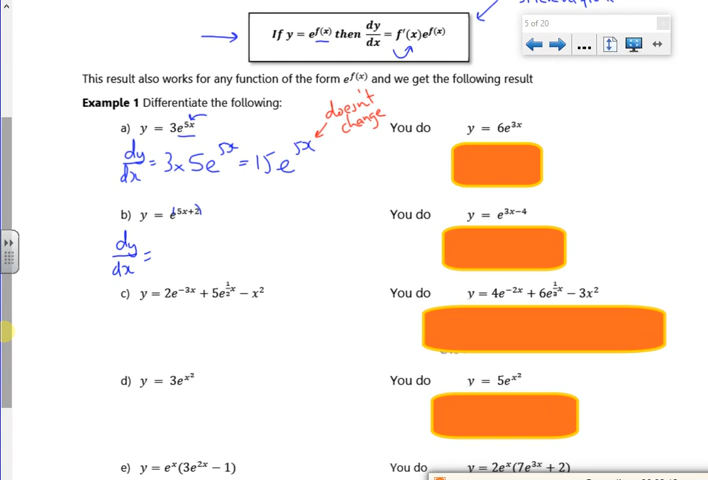 5 of 20
If y = e^{f(x)} then dy/dx = f'(x)e^{f(x)}
This result also works for any function of the form e^{f(x)} and we get the following result
Example 1 Differentiate the following:
doesn't
change
a) y = 3e^{5x}
You do y = 6e^{3x}
dy/dx = 3 x 5e^{5x} = 15e^{5x}
b) y = e^{5x+2}
You do y = e^{3x−4}
dy/dx =
c) y = 2e^{−3x} + 5e^{1/2 x} − x²
You do y = 4e^{−2x} + 6e^{1/2 x} − 3x²
d) y = 3e^{x²}
You do y = 5e^{x²}
e) y = e^x(3e^{2x} − 1)
You do y = 2e^x(7e^{3x} + 2)